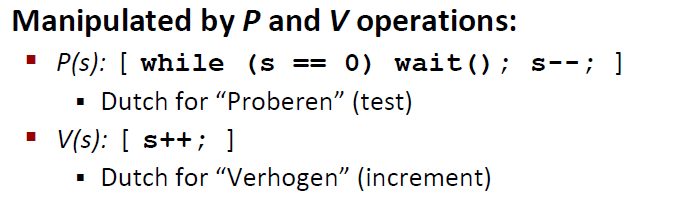 Manipulated by P and V operations:
▪ P(s): [ while (s == 0) wait(); s--; ]
▪ Dutch for “Proberen” (test)
▪ V(s): [ s++; ]
▪ Dutch for “Verhogen” (increment)